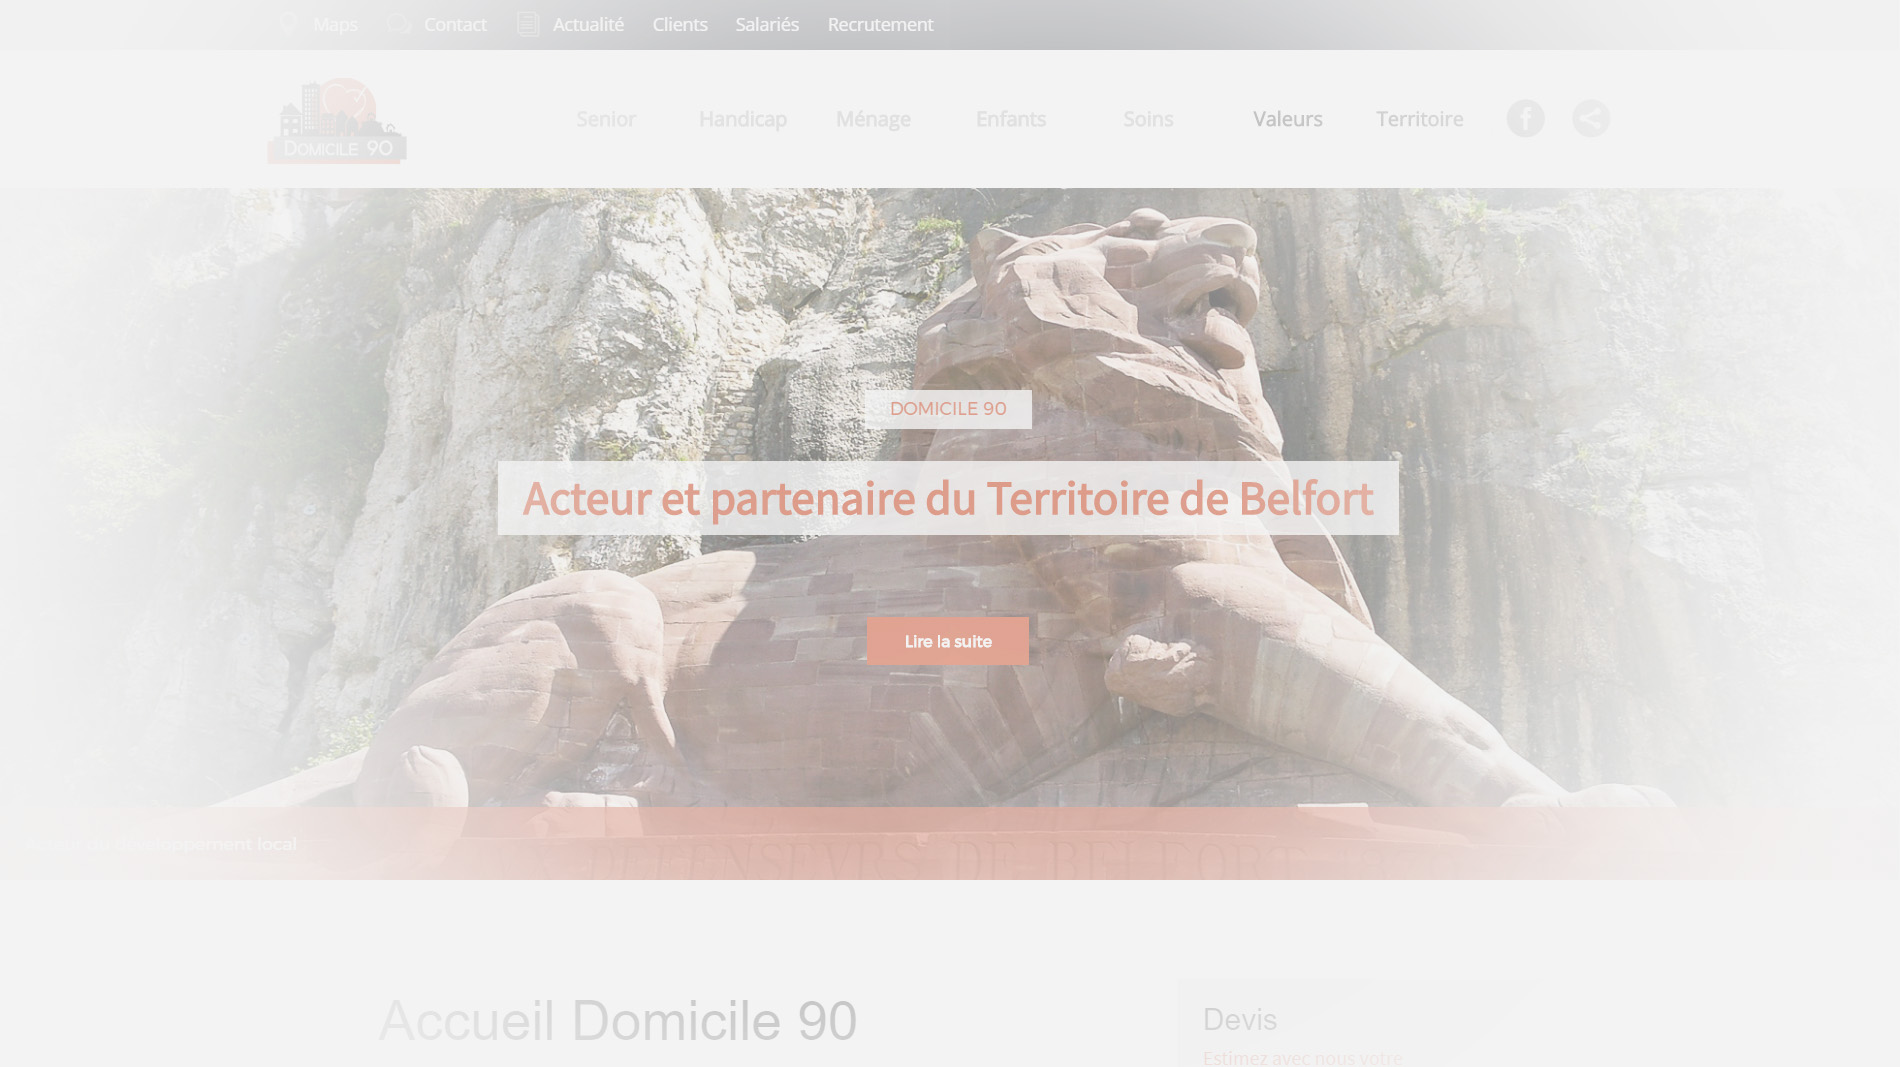 Maps Contact Actualité Clients Salariés Recrutement
DOMICILE 90
Senior Handicap Ménage Enfants Soins Valeurs Territoire
DOMICILE 90
Acteur et partenaire du Territoire de Belfort
Lire la suite
développement local
DEFENSEVRS DE BELFORT
Accueil Domicile 90
Devis
Estimez avec nous votre